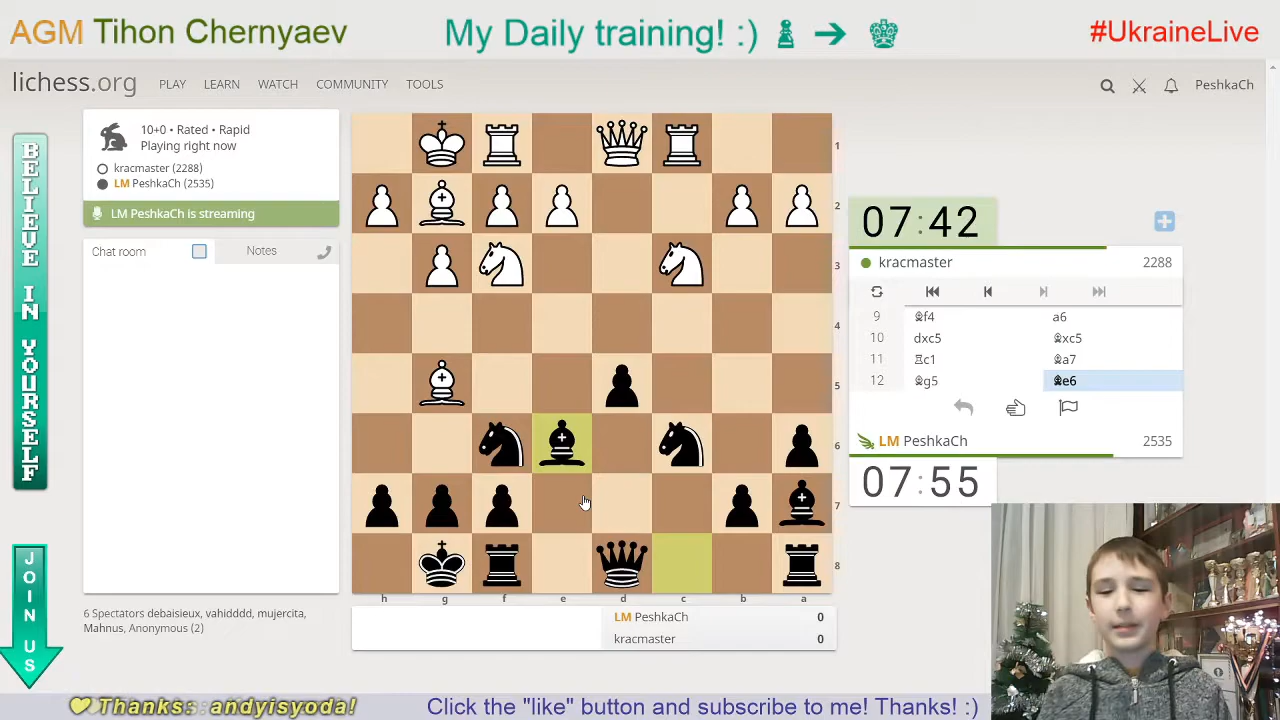 AGM Tihon Chernyaev
My Daily training! :)
#UkraineLive
lichess.org
PLAY
LEARN
WATCH
COMMUNITY
TOOLS
PeshkaCh
BELIEVE IN YOURSELF
JOIN US
10+0 • Rated • Rapid
Playing right now
kracmaster (2288)
LM PeshkaCh (2535)
LM PeshkaCh is streaming
Chat room
Notes
6 Spectators debaisieux, vahidddd, mujercita,
Mahnus, Anonymous (2)
1
2
3
4
5
6
7
8
h g f e d c b a
LM PeshkaCh 0
kracmaster 0
07:42
kracmaster 2288
9 ♗f4 a6
10 dxc5 ♗xc5
11 ♖c1 ♗a7
12 ♗g5 ♗e6
LM PeshkaCh 2535
07:55
Thanks: andyisyoda!
Click the "like" button and subscribe to me! Thanks! :)